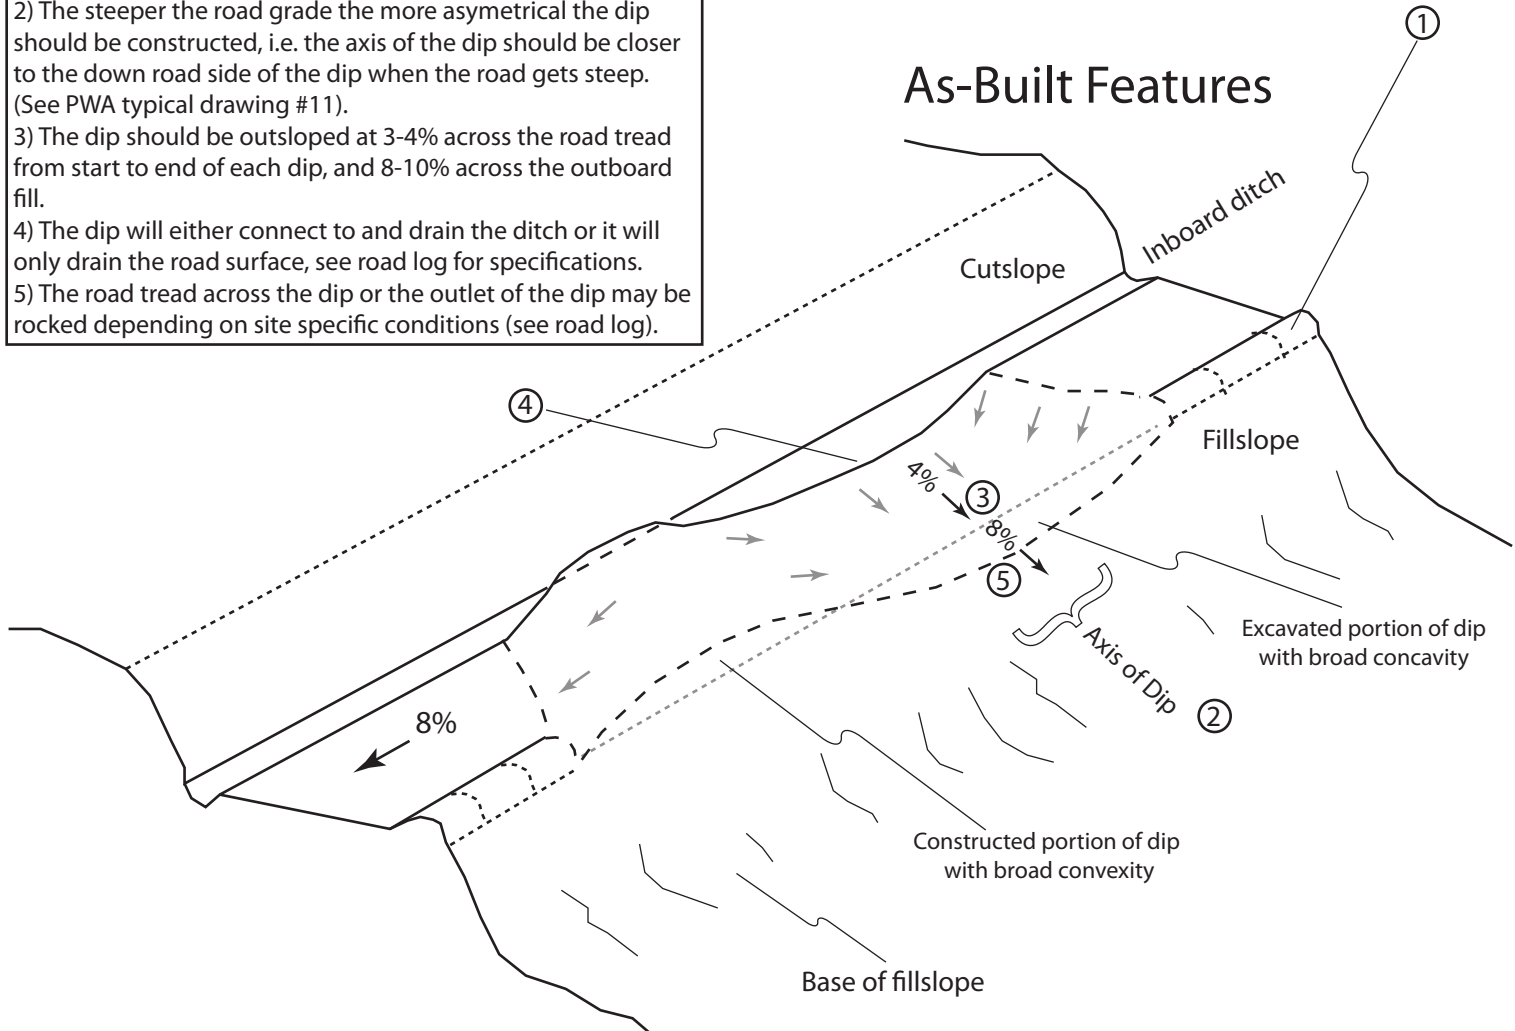 2) The steeper the road grade the more asymetrical the dip
should be constructed, i.e. the axis of the dip should be closer
to the down road side of the dip when the road gets steep.
(See PWA typical drawing #11).
3) The dip should be outsloped at 3-4% across the road tread
from start to end of each dip, and 8-10% across the outboard
fill.
4) The dip will either connect to and drain the ditch or it will
only drain the road surface, see road log for specifications.
5) The road tread across the dip or the outlet of the dip may be
rocked depending on site specific conditions (see road log).
As-Built Features
1
Inboard ditch
Cutslope
4
Fillslope
4%
3
8%
5
Excavated portion of dip
with broad concavity
Axis of Dip
2
8%
Constructed portion of dip
with broad convexity
Base of fillslope